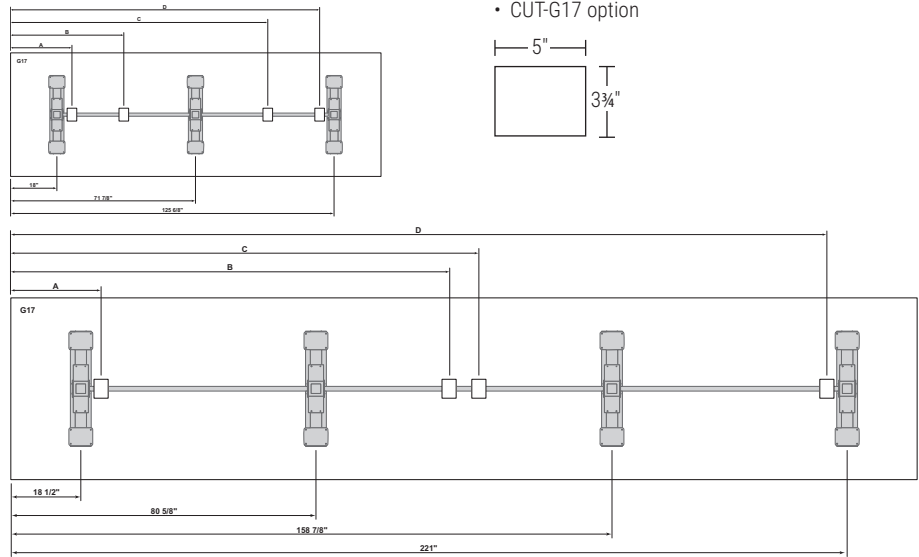 D
C
B
A
G17
18"
71 7/8"
125 6/8"
• CUT-G17 option
5"
3¾"
D
C
B
A
G17
18 1/2"
80 5/8"
158 7/8"
221"